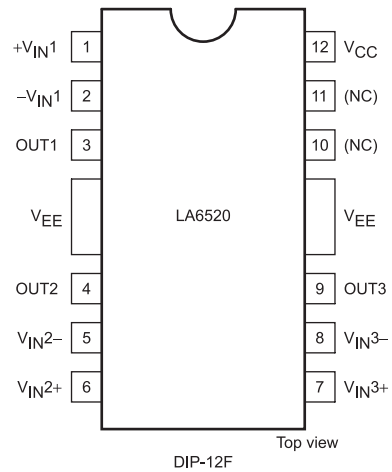 +VIN1 1 12 VCC
−VIN1 2 11 (NC)
OUT1 3 10 (NC)
VEE LA6520 VEE
OUT2 4 9 OUT3
VIN2− 5 8 VIN3−
VIN2+ 6 7 VIN3+
Top view
DIP-12F